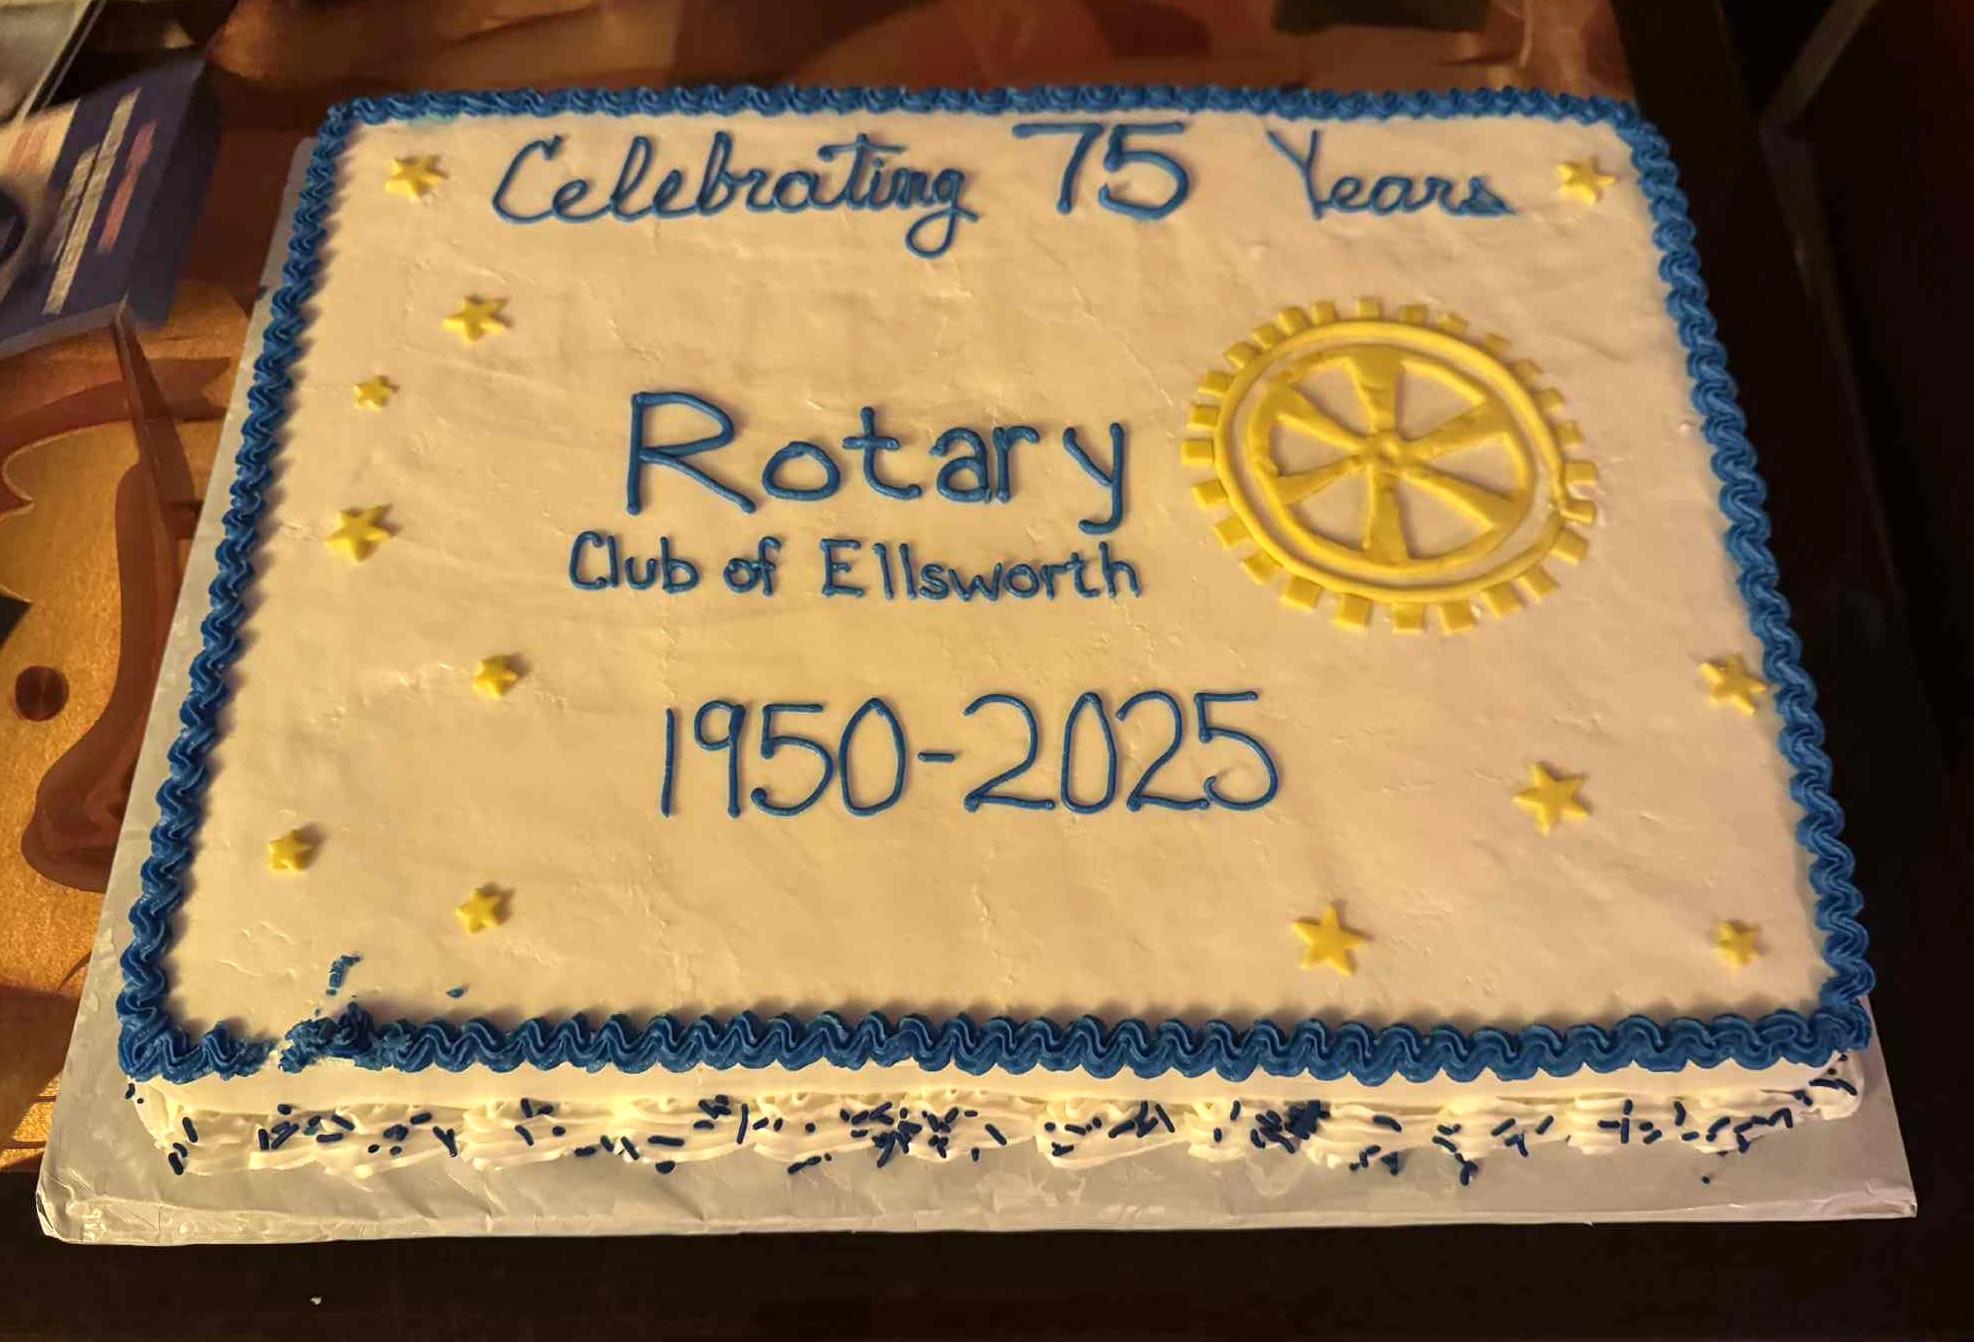 Celebrating 75 Years
Rotary
Club of Ellsworth
1950-2025